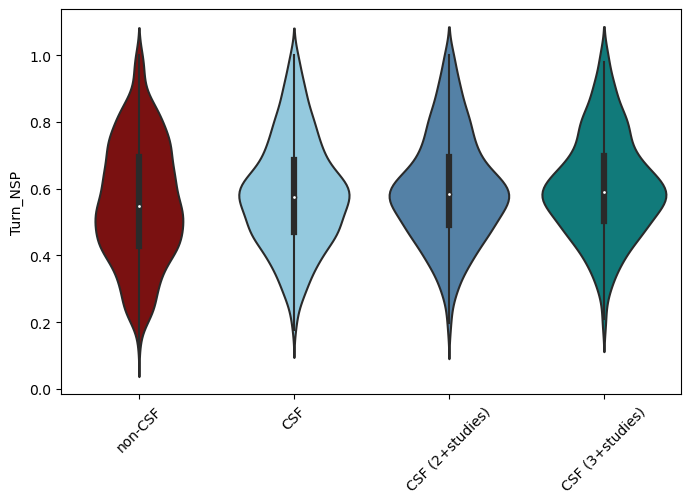 Turn_NSP
1.0
0.8
0.6
0.4
0.2
0.0
non-CSF
CSF
CSF (2+studies)
CSF (3+studies)